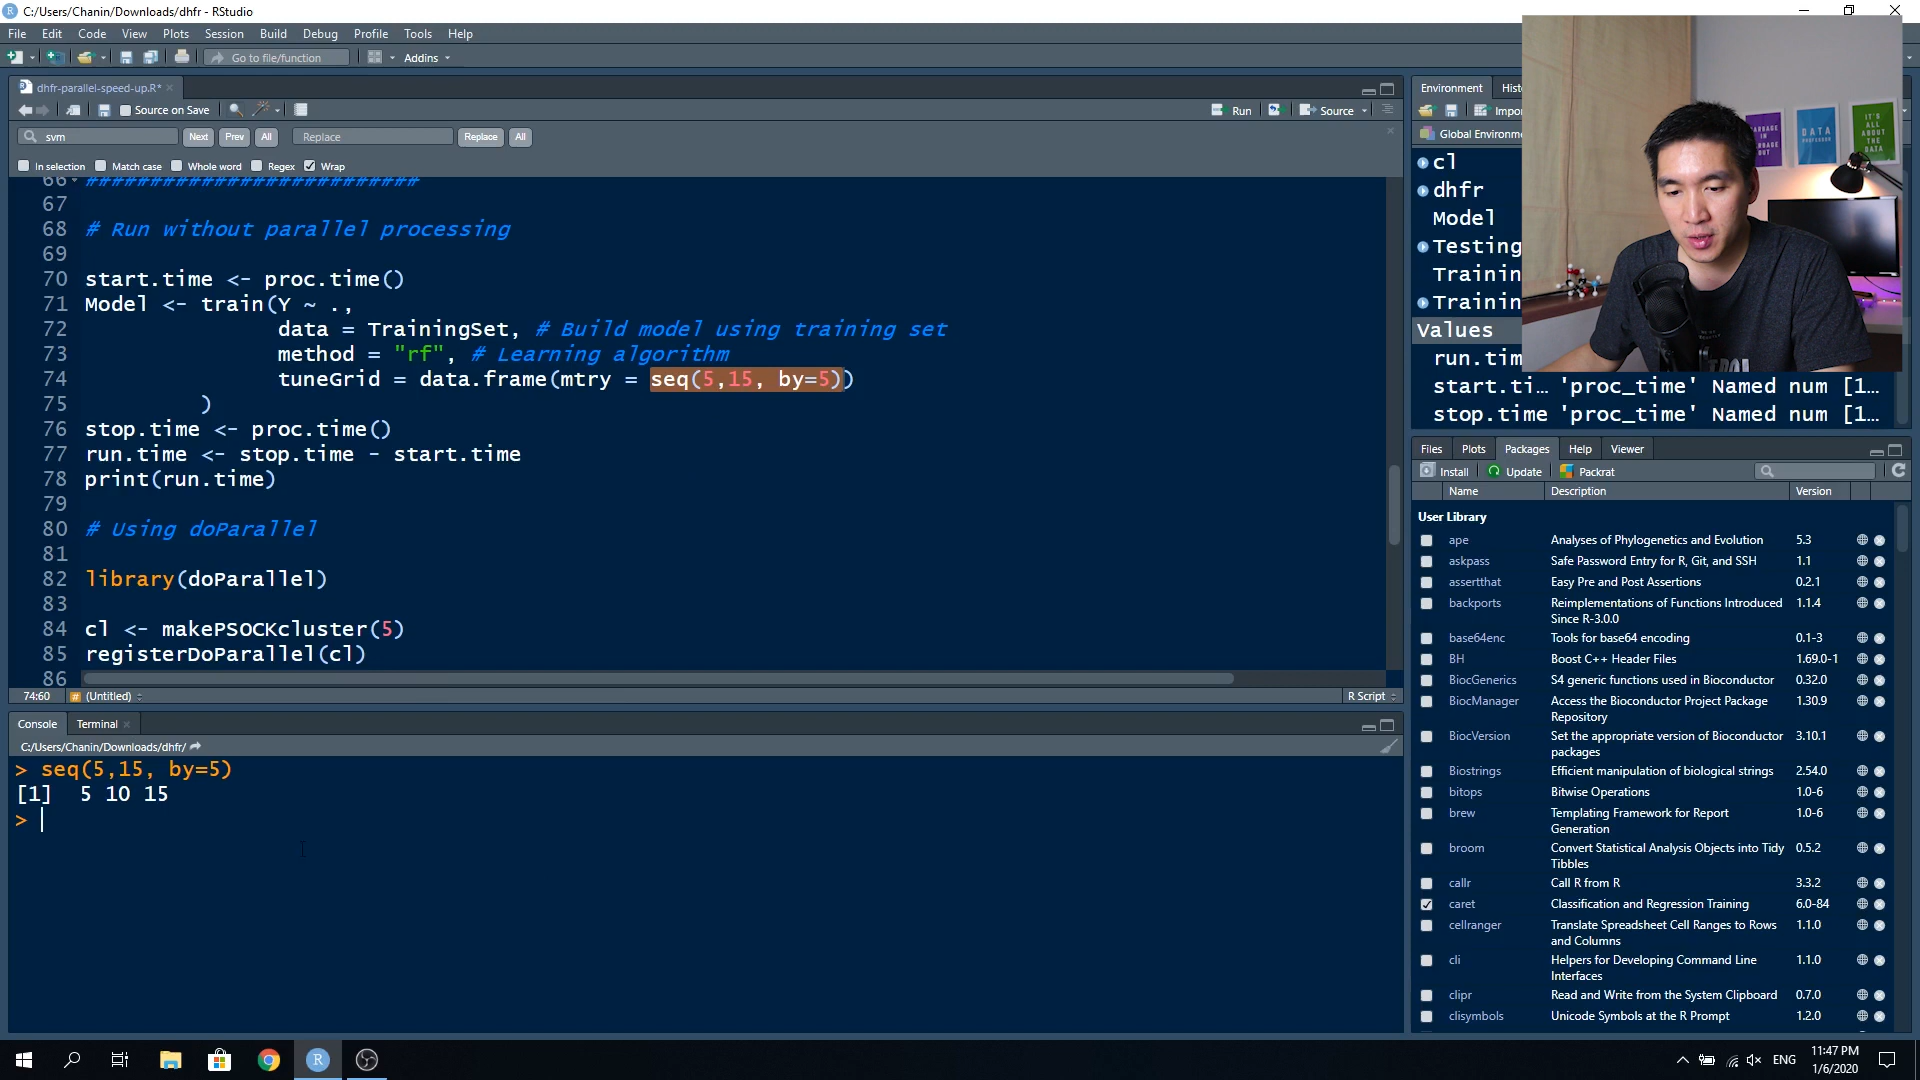 C:/Users/Chanin/Downloads/dhfr - RStudio
File Edit Code View Plots Session Build Debug Profile Tools Help
Go to file/function Addins
dhfr-parallel-speed-up.R*
Source on Save Run Source
svm Next Prev All Replace Replace All
In selection Match case Whole word Regex Wrap
66 ##########################
67
68 # Run without parallel processing
69
70 start.time <- proc.time()
71 Model <- train(Y ~ .,
72 data = TrainingSet, # Build model using training set
73 method = "rf", # Learning algorithm
74 tuneGrid = data.frame(mtry = seq(5,15, by=5))
75 )
76 stop.time <- proc.time()
77 run.time <- stop.time - start.time
78 print(run.time)
79
80 # Using doParallel
81
82 library(doParallel)
83
84 cl <- makePSOCKcluster(5)
85 registerDoParallel(cl)
86
74:60 # (Untitled) R Script
Console Terminal
C:/Users/Chanin/Downloads/dhfr/
> seq(5,15, by=5)
[1] 5 10 15
>
Environment Hist
Impor
Global Environme
cl
dhfr
Model
Testing
Trainin
Trainin
Values
run.tim
start.ti… 'proc_time' Named num [1…
stop.time 'proc_time' Named num [1…
GARBAGE IN
DATA PROFESSOR
IT'S ALL ABOUT THE DATA
Files Plots Packages Help Viewer
Install Update Packrat
Name Description Version
User Library
ape Analyses of Phylogenetics and Evolution 5.3
askpass Safe Password Entry for R, Git, and SSH 1.1
assertthat Easy Pre and Post Assertions 0.2.1
backports Reimplementations of Functions Introduced 1.1.4
Since R-3.0.0
base64enc Tools for base64 encoding 0.1-3
BH Boost C++ Header Files 1.69.0-1
BiocGenerics S4 generic functions used in Bioconductor 0.32.0
BiocManager Access the Bioconductor Project Package 1.30.9
Repository
BiocVersion Set the appropriate version of Bioconductor 3.10.1
packages
Biostrings Efficient manipulation of biological strings 2.54.0
bitops Bitwise Operations 1.0-6
brew Templating Framework for Report 1.0-6
Generation
broom Convert Statistical Analysis Objects into Tidy 0.5.2
Tibbles
callr Call R from R 3.3.2
caret Classification and Regression Training 6.0-84
cellranger Translate Spreadsheet Cell Ranges to Rows 1.1.0
and Columns
cli Helpers for Developing Command Line 1.1.0
Interfaces
clipr Read and Write from the System Clipboard 0.7.0
clisymbols Unicode Symbols at the R Prompt 1.2.0
ENG 11:47 PM
1/6/2020